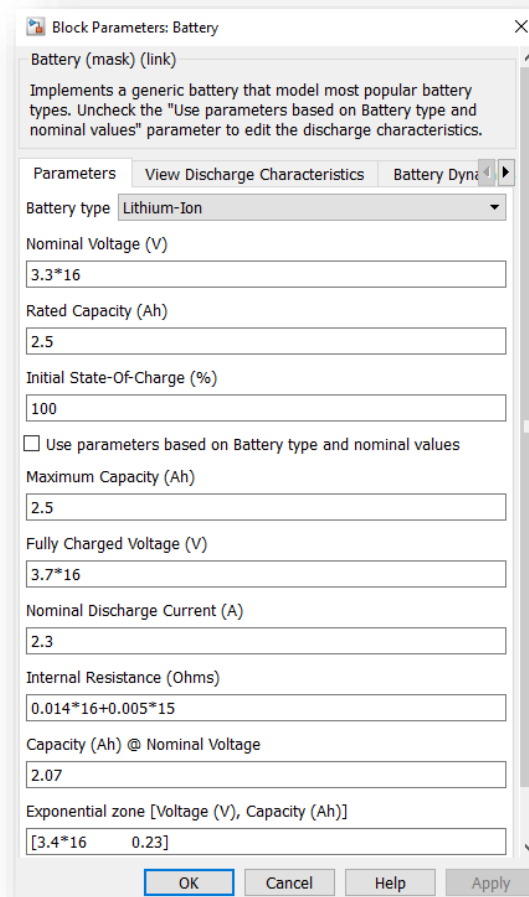 Block Parameters: Battery
Battery (mask) (link)
Implements a generic battery that model most popular battery
types. Uncheck the "Use parameters based on Battery type and
nominal values" parameter to edit the discharge characteristics.
Parameters View Discharge Characteristics Battery Dyna
Battery type Lithium-Ion
Nominal Voltage (V)
3.3*16
Rated Capacity (Ah)
2.5
Initial State-Of-Charge (%)
100
Use parameters based on Battery type and nominal values
Maximum Capacity (Ah)
2.5
Fully Charged Voltage (V)
3.7*16
Nominal Discharge Current (A)
2.3
Internal Resistance (Ohms)
0.014*16+0.005*15
Capacity (Ah) @ Nominal Voltage
2.07
Exponential zone [Voltage (V), Capacity (Ah)]
[3.4*16 0.23]
OK Cancel Help Apply